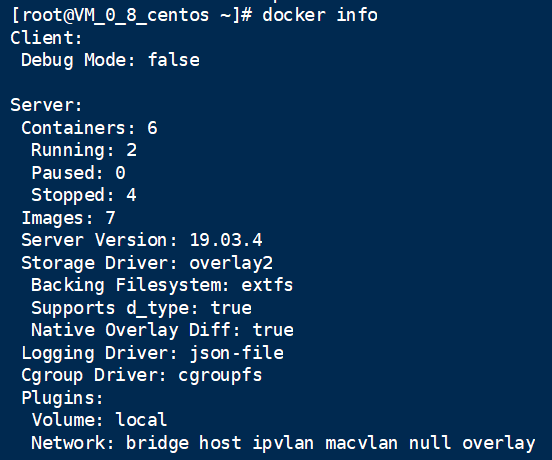 [root@VM_0_8_centos ~]# docker info
Client:
 Debug Mode: false

Server:
 Containers: 6
  Running: 2
  Paused: 0
  Stopped: 4
 Images: 7
 Server Version: 19.03.4
 Storage Driver: overlay2
  Backing Filesystem: extfs
  Supports d_type: true
  Native Overlay Diff: true
 Logging Driver: json-file
 Cgroup Driver: cgroupfs
 Plugins:
  Volume: local
  Network: bridge host ipvlan macvlan null overlay